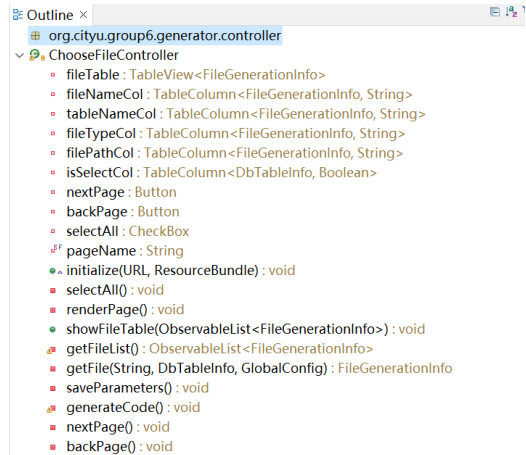 Outline
org.cityu.group6.generator.controller
ChooseFileController
fileTable : TableView<FileGenerationInfo>
fileNameCol : TableColumn<FileGenerationInfo, String>
tableNameCol : TableColumn<FileGenerationInfo, String>
fileTypeCol : TableColumn<FileGenerationInfo, String>
filePathCol : TableColumn<FileGenerationInfo, String>
isSelectCol : TableColumn<DbTableInfo, Boolean>
nextPage : Button
backPage : Button
selectAll : CheckBox
pageName : String
initialize(URL, ResourceBundle) : void
selectAll() : void
renderPage() : void
showFileTable(ObservableList<FileGenerationInfo>) : void
getFileList() : ObservableList<FileGenerationInfo>
getFile(String, DbTableInfo, GlobalConfig) : FileGenerationInfo
saveParameters() : void
generateCode() : void
nextPage() : void
backPage() : void